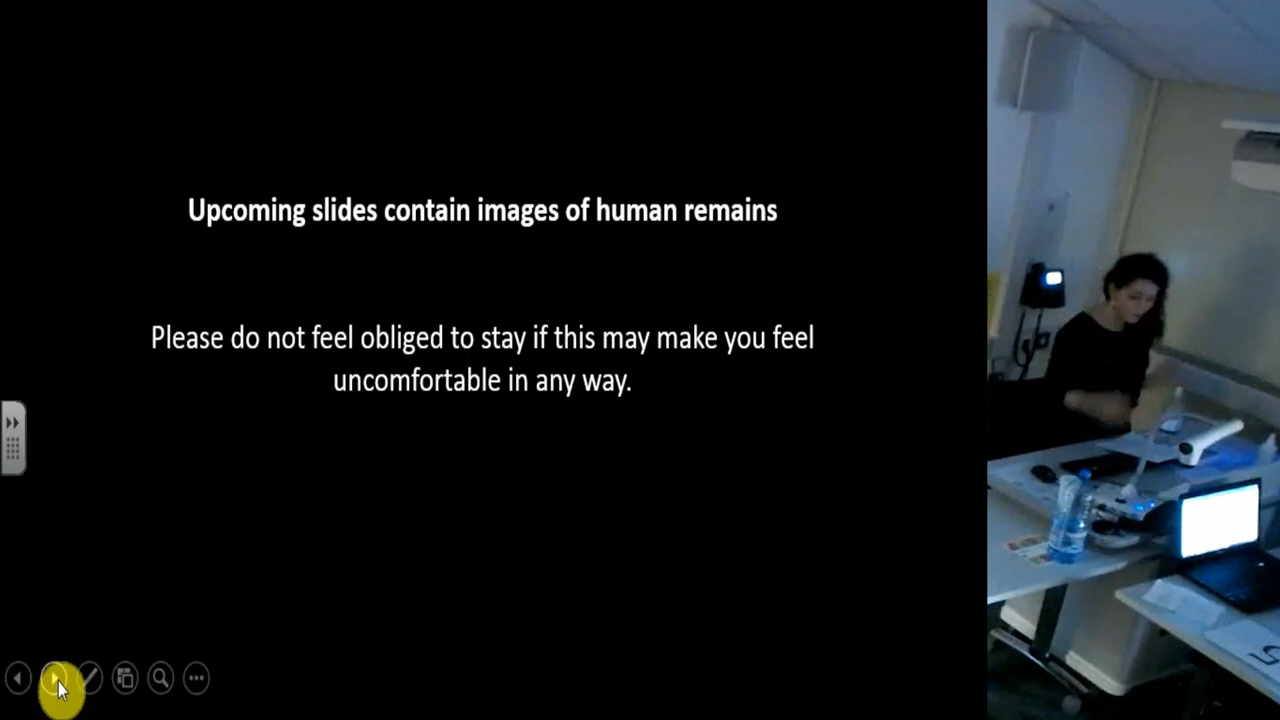 Upcoming slides contain images of human remains
Please do not feel obliged to stay if this may make you feel
uncomfortable in any way.